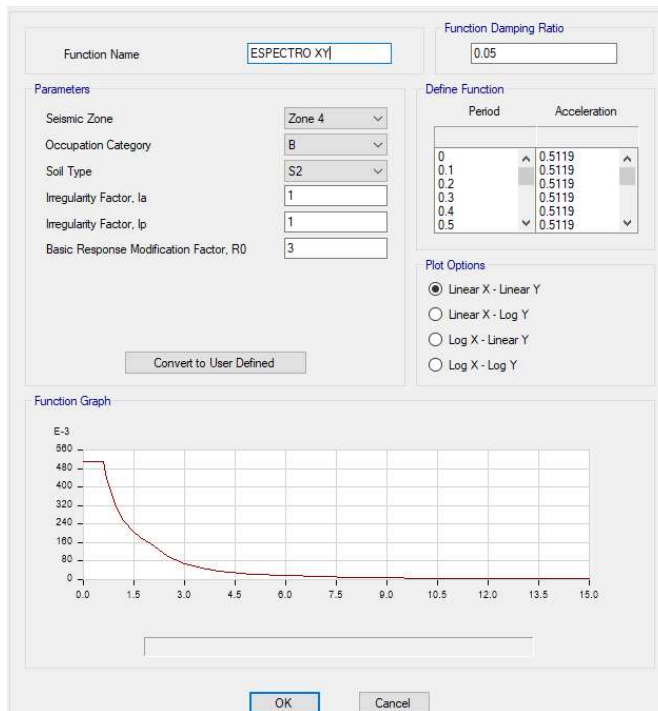 Function Name
ESPECTRO XY
Function Damping Ratio
0.05
Parameters
Seismic Zone
Zone 4
Occupation Category
B
Soil Type
S2
Irregularity Factor, Ia
1
Irregularity Factor, Ip
1
Basic Response Modification Factor, R0
3
Convert to User Defined
Define Function
Period Acceleration
0 0.5119
0.1 0.5119
0.2 0.5119
0.3 0.5119
0.4 0.5119
0.5 0.5119
Plot Options
Linear X - Linear Y
Linear X - Log Y
Log X - Linear Y
Log X - Log Y
Function Graph
E-3
560
480
400
320
240
160
80
0
0.0 1.5 3.0 4.5 6.0 7.5 9.0 10.5 12.0 13.5 15.0
OK Cancel